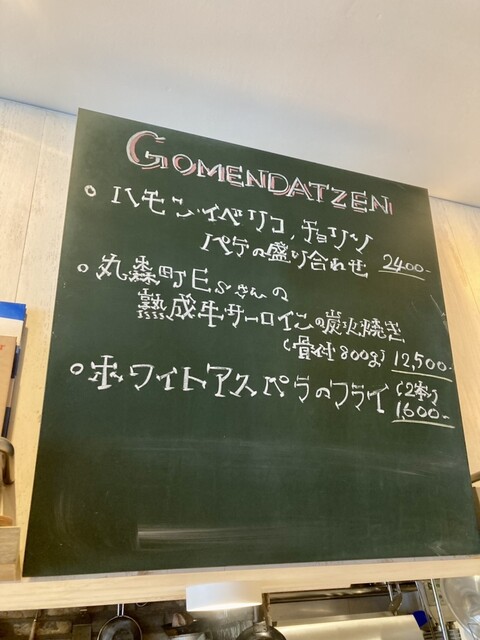 GOMENDATZEN
○ ハモンイベリコ、チョリソ
パテの盛り合わせ 2400-
○ 丸森町Eさんの
熟成牛サーロインの炭火焼き
(骨付800g) 12,500-
○ ホワイトアスパラのフライ (2本)
1,600-